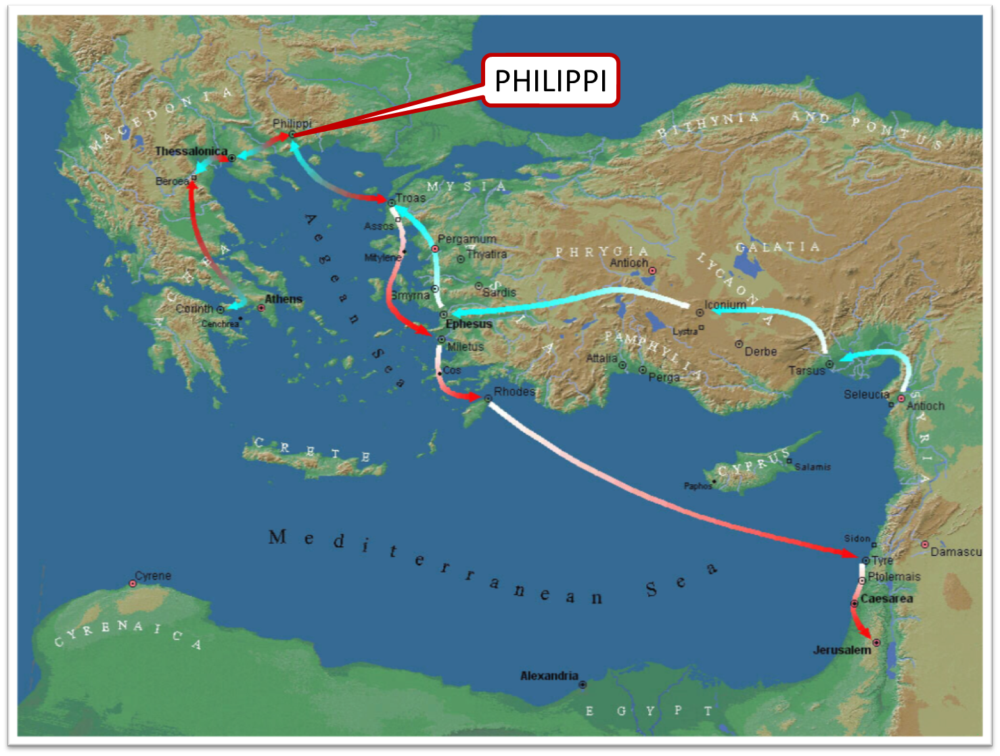 PHILIPPI
MACEDONIA
BITHYNIA AND PONTUS
Philippi
Thessalonica
Beroea
MYSIA
Troas
Assos
Aegean Sea
Pergamum
Mitylene
Thyatira
ASIA
PHRYGIA
GALATIA
Antioch
LYCAONIA
ACHEA
Smyrna
Sardis
Athens
Corinth
Cenchrea
Iconium
Ephesus
Lystra
Miletus
PAMPHYLIA
Derbe
Attalia
Perga
Tarsus
Cos
Rhodes
Seleucia
Antioch
SYRIA
CRETE
CYPRUS
Salamis
Paphos
Mediterranean Sea
Sidon
Damascu
Tyre
Cyrene
Ptolemais
Caesarea
CYRENAICA
Jerusalem
Alexandria
EGYPT